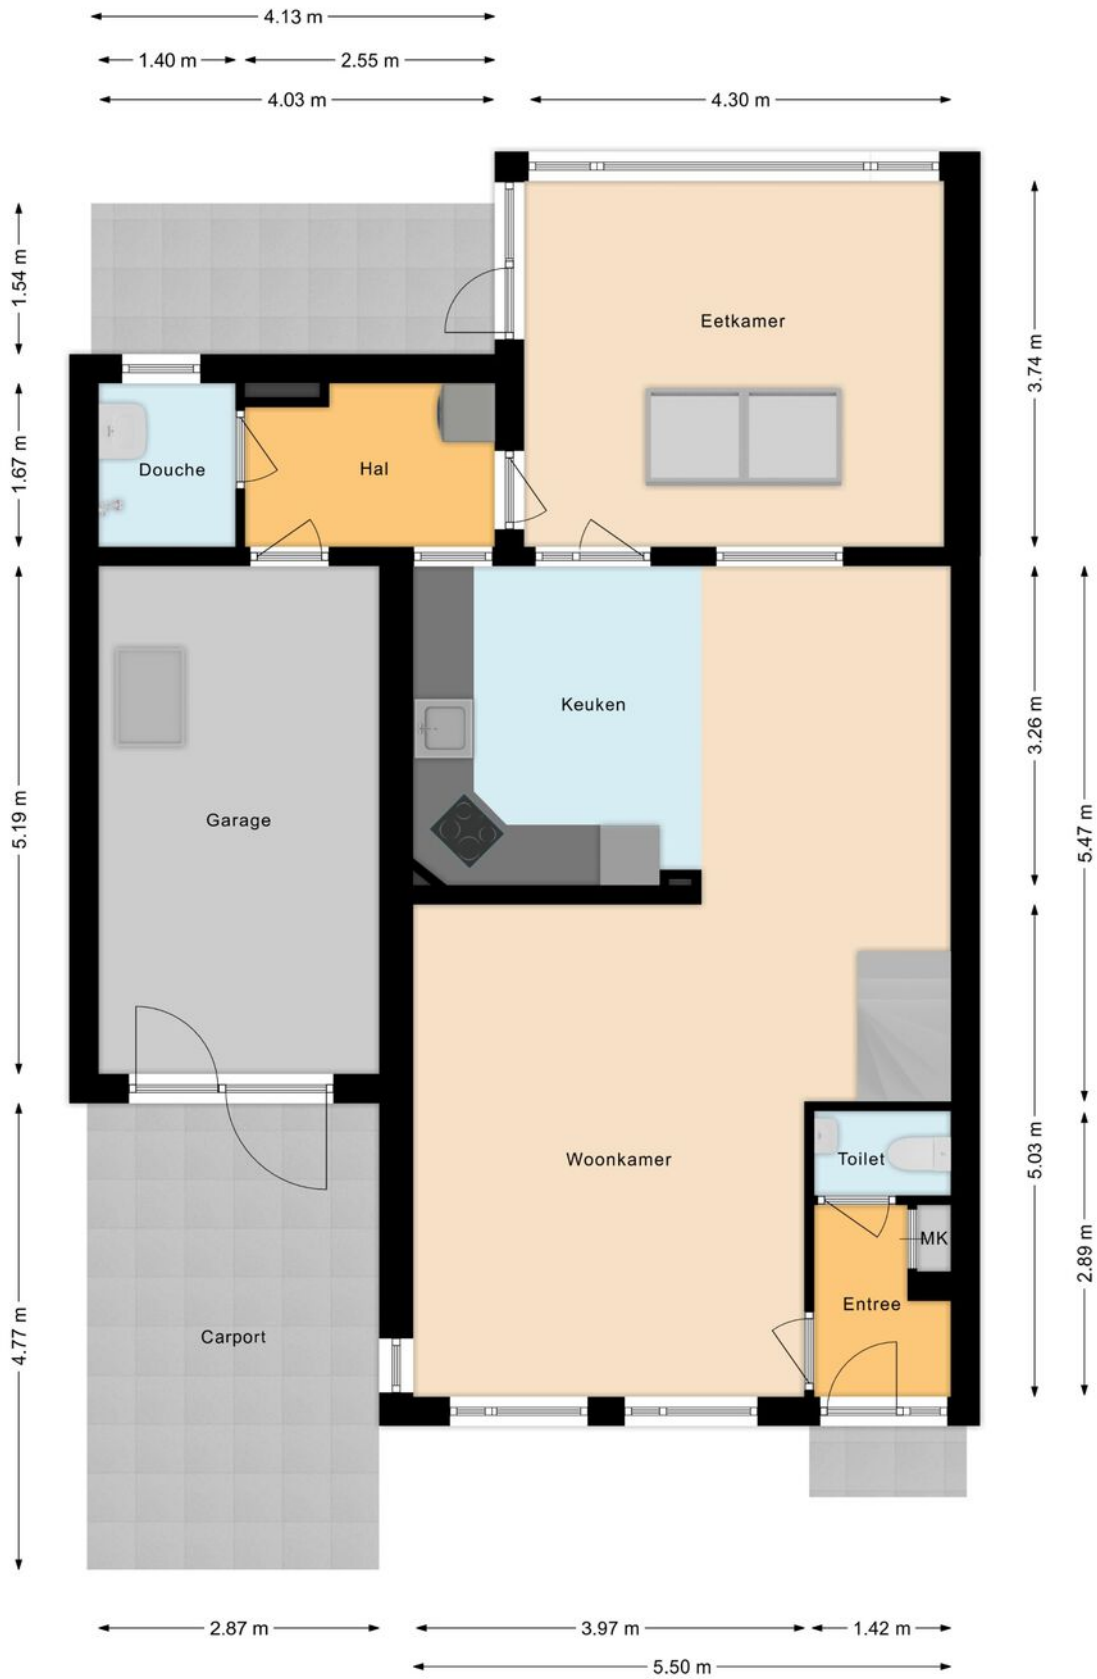 4.13 m
1.40 m
2.55 m
4.03 m
4.30 m
1.54 m
Eetkamer
3.74 m
1.67 m
Douche
Hal
Keuken
3.26 m
5.19 m
Garage
5.47 m
Woonkamer
Toilet
5.03 m
MK
2.89 m
Entree
4.77 m
Carport
2.87 m
3.97 m
1.42 m
5.50 m